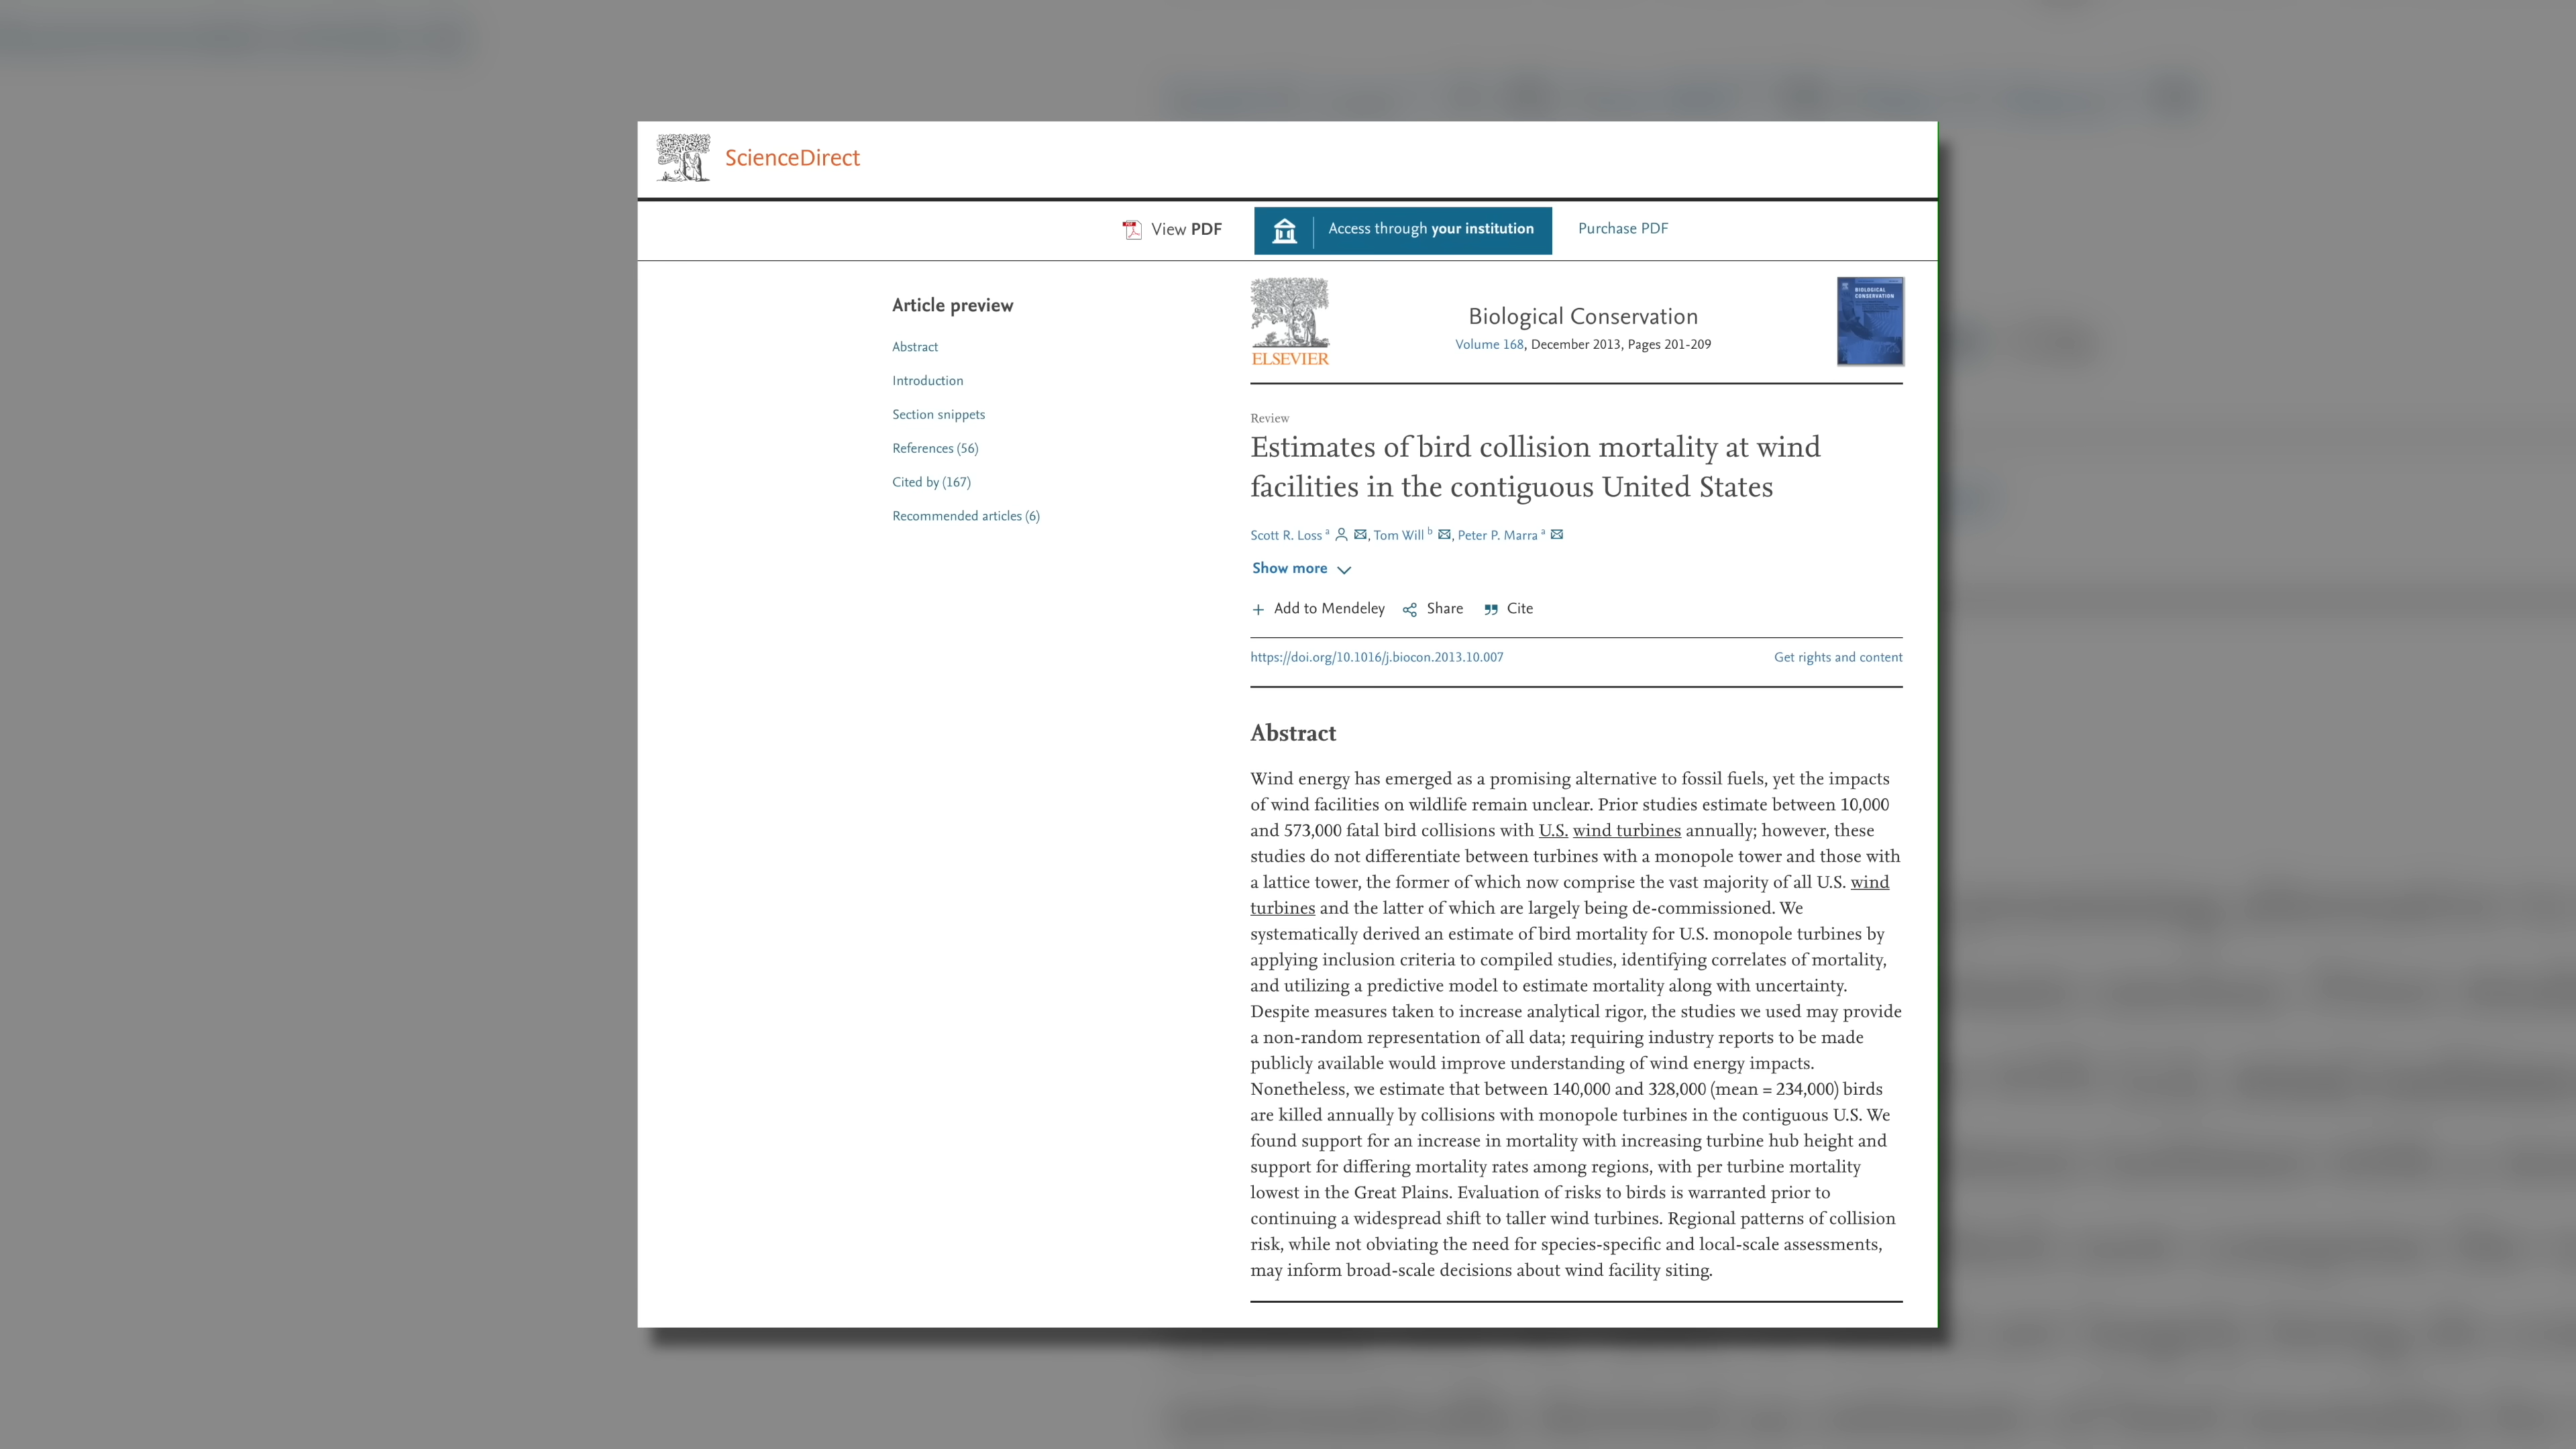 ScienceDirect
View PDF
Access through your institution
Purchase PDF
Article preview
Abstract
Introduction
Section snippets
References (56)
Cited by (167)
Recommended articles (6)
ELSEVIER
Biological Conservation
Volume 168, December 2013, Pages 201-209
BIOLOGICAL
CONSERVATION
Review
Estimates of bird collision mortality at wind
facilities in the contiguous United States
Scott R. Loss a, Tom Will b, Peter P. Marra a
Show more
Add to Mendeley Share Cite
https://doi.org/10.1016/j.biocon.2013.10.007
Get rights and content
Abstract
Wind energy has emerged as a promising alternative to fossil fuels, yet the impacts
of wind facilities on wildlife remain unclear. Prior studies estimate between 10,000
and 573,000 fatal bird collisions with U.S. wind turbines annually; however, these
studies do not differentiate between turbines with a monopole tower and those with
a lattice tower, the former of which now comprise the vast majority of all U.S. wind
turbines and the latter of which are largely being de-commissioned. We
systematically derived an estimate of bird mortality for U.S. monopole turbines by
applying inclusion criteria to compiled studies, identifying correlates of mortality,
and utilizing a predictive model to estimate mortality along with uncertainty.
Despite measures taken to increase analytical rigor, the studies we used may provide
a non-random representation of all data; requiring industry reports to be made
publicly available would improve understanding of wind energy impacts.
Nonetheless, we estimate that between 140,000 and 328,000 (mean = 234,000) birds
are killed annually by collisions with monopole turbines in the contiguous U.S. We
found support for an increase in mortality with increasing turbine hub height and
support for differing mortality rates among regions, with per turbine mortality
lowest in the Great Plains. Evaluation of risks to birds is warranted prior to
continuing a widespread shift to taller wind turbines. Regional patterns of collision
risk, while not obviating the need for species-specific and local-scale assessments,
may inform broad-scale decisions about wind facility siting.